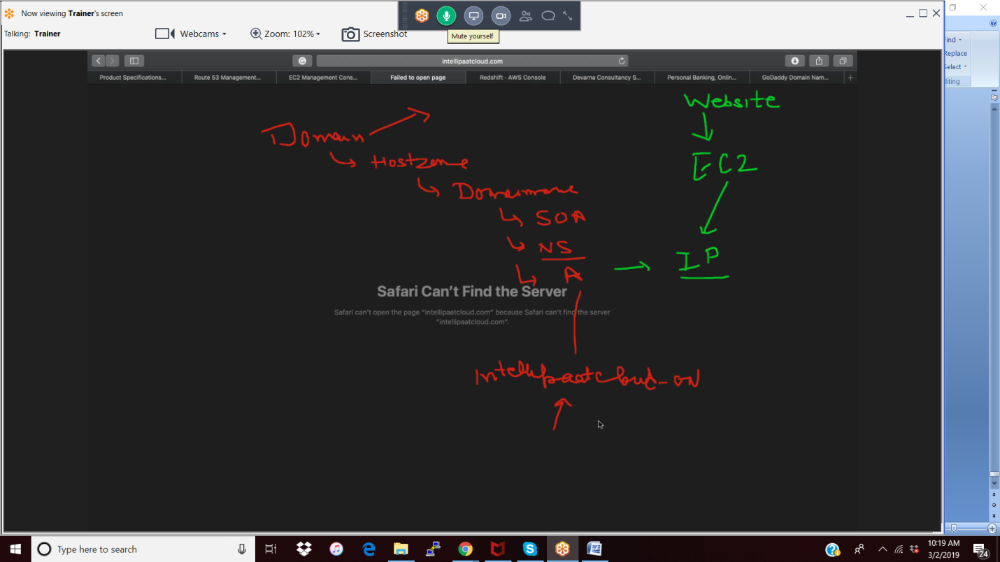 Now viewing Trainer's screen
Talking: Trainer
Webcams
Zoom: 102%
Screenshot
Mute yourself
ind
Replace
Select
iting
intellipaatcloud.com
Product Specifications...
Route 53 Management...
EC2 Management Cons...
Failed to open page
Redshift - AWS Console
Devarna Consultancy S...
Personal Banking, Onlin...
GoDaddy Domain Nam...
Website
Domain
EC2
Hostzone
Domainname
SOA
NS
IP
A
Safari Can't Find the Server
Safari can't open the page "intellipaatcloud.com" because Safari can't find the server
"intellipaatcloud.com".
Intellipaatcloud-
Type here to search
10:19 AM
3/2/2019
24